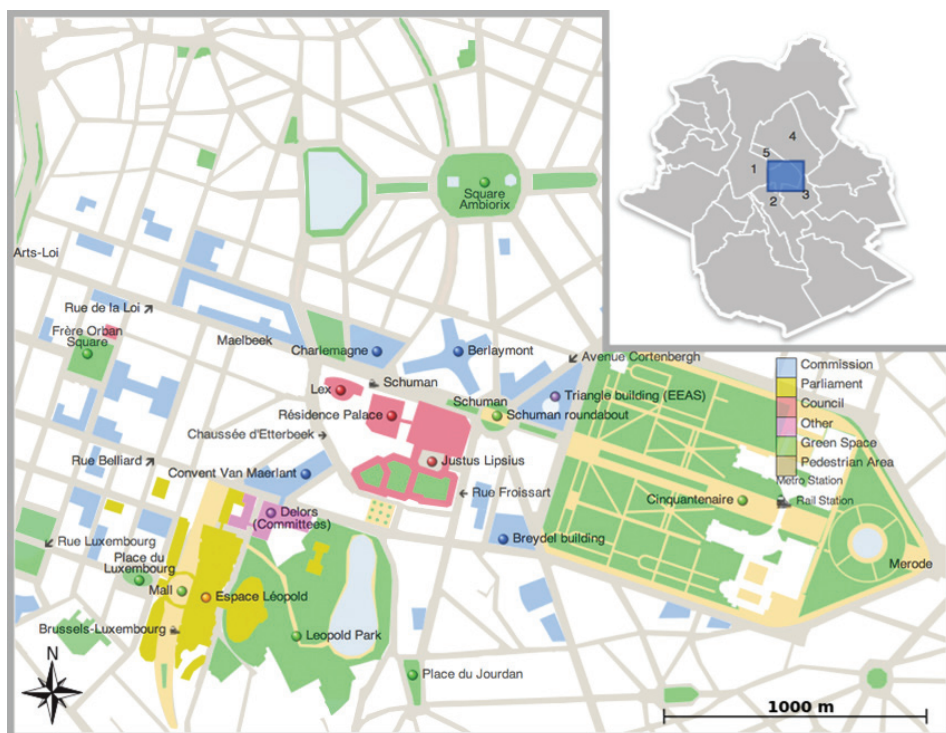 4
5
1
3
2
Square
Ambiorix
Arts-Loi
Rue de la Loi ↗
Frère Orban
Square
Maelbeek
Charlemagne
Berlaymont
↙ Avenue Cortenbergh
Commission
Parliament
Council
Other
Green Space
Pedestrian Area
Metro Station
Rail Station
Schuman
Lex
Schuman
Triangle building (EEAS)
Résidence Palace
Schuman roundabout
Chaussée d'Etterbeek →
Rue Belliard ↗
Convent Van Maerlant
Justus Lipsius
← Rue Froissart
Cinquantenaire
Delors
(Committees)
↙ Rue Luxembourg
Breydel building
Place du
Luxembourg
Merode
Mall
Espace Léopold
Brussels-Luxembourg
Leopold Park
N
Place du Jourdan
1000 m